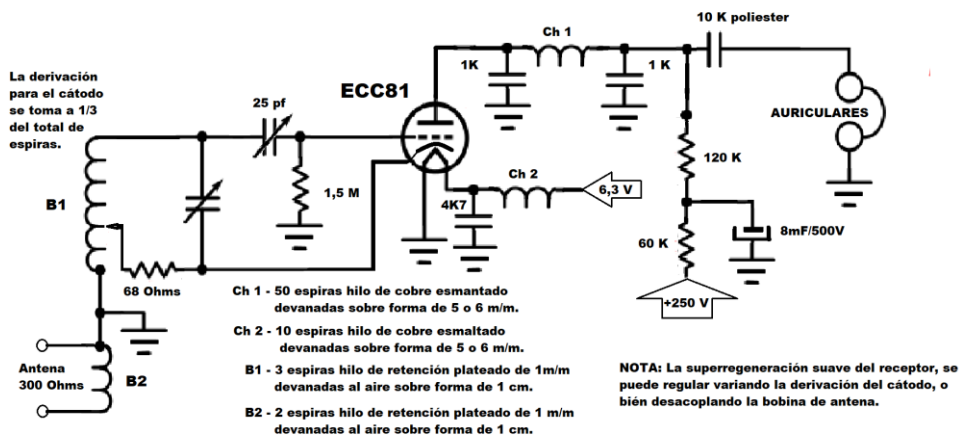 10 K poliester
Ch 1
1K
1 K
La derivación
para el cátodo
se toma a 1/3
del total de
espiras.
25 pf
ECC81
AURICULARES
120 K
B1
1,5 M
Ch 2
6,3 V
4K7
60 K
8mF/500V
68 Ohms
+250 V
Ch 1 - 50 espiras hilo de cobre esmantado
devanadas sobre forma de 5 o 6 m/m.
Ch 2 - 10 espiras hilo de cobre esmaltado
devanadas sobre forma de 5 o 6 m/m.
Antena
300 Ohms
B2
B1 - 3 espiras hilo de retención plateado de 1m/m
devanadas al aire sobre forma de 1 cm.
B2 - 2 espiras hilo de retención plateado de 1 m/m
devanadas al aire sobre forma de 1 cm.
NOTA: La superregeneración suave del receptor, se
puede regular variando la derivación del cátodo, o
bién desacoplando la bobina de antena.